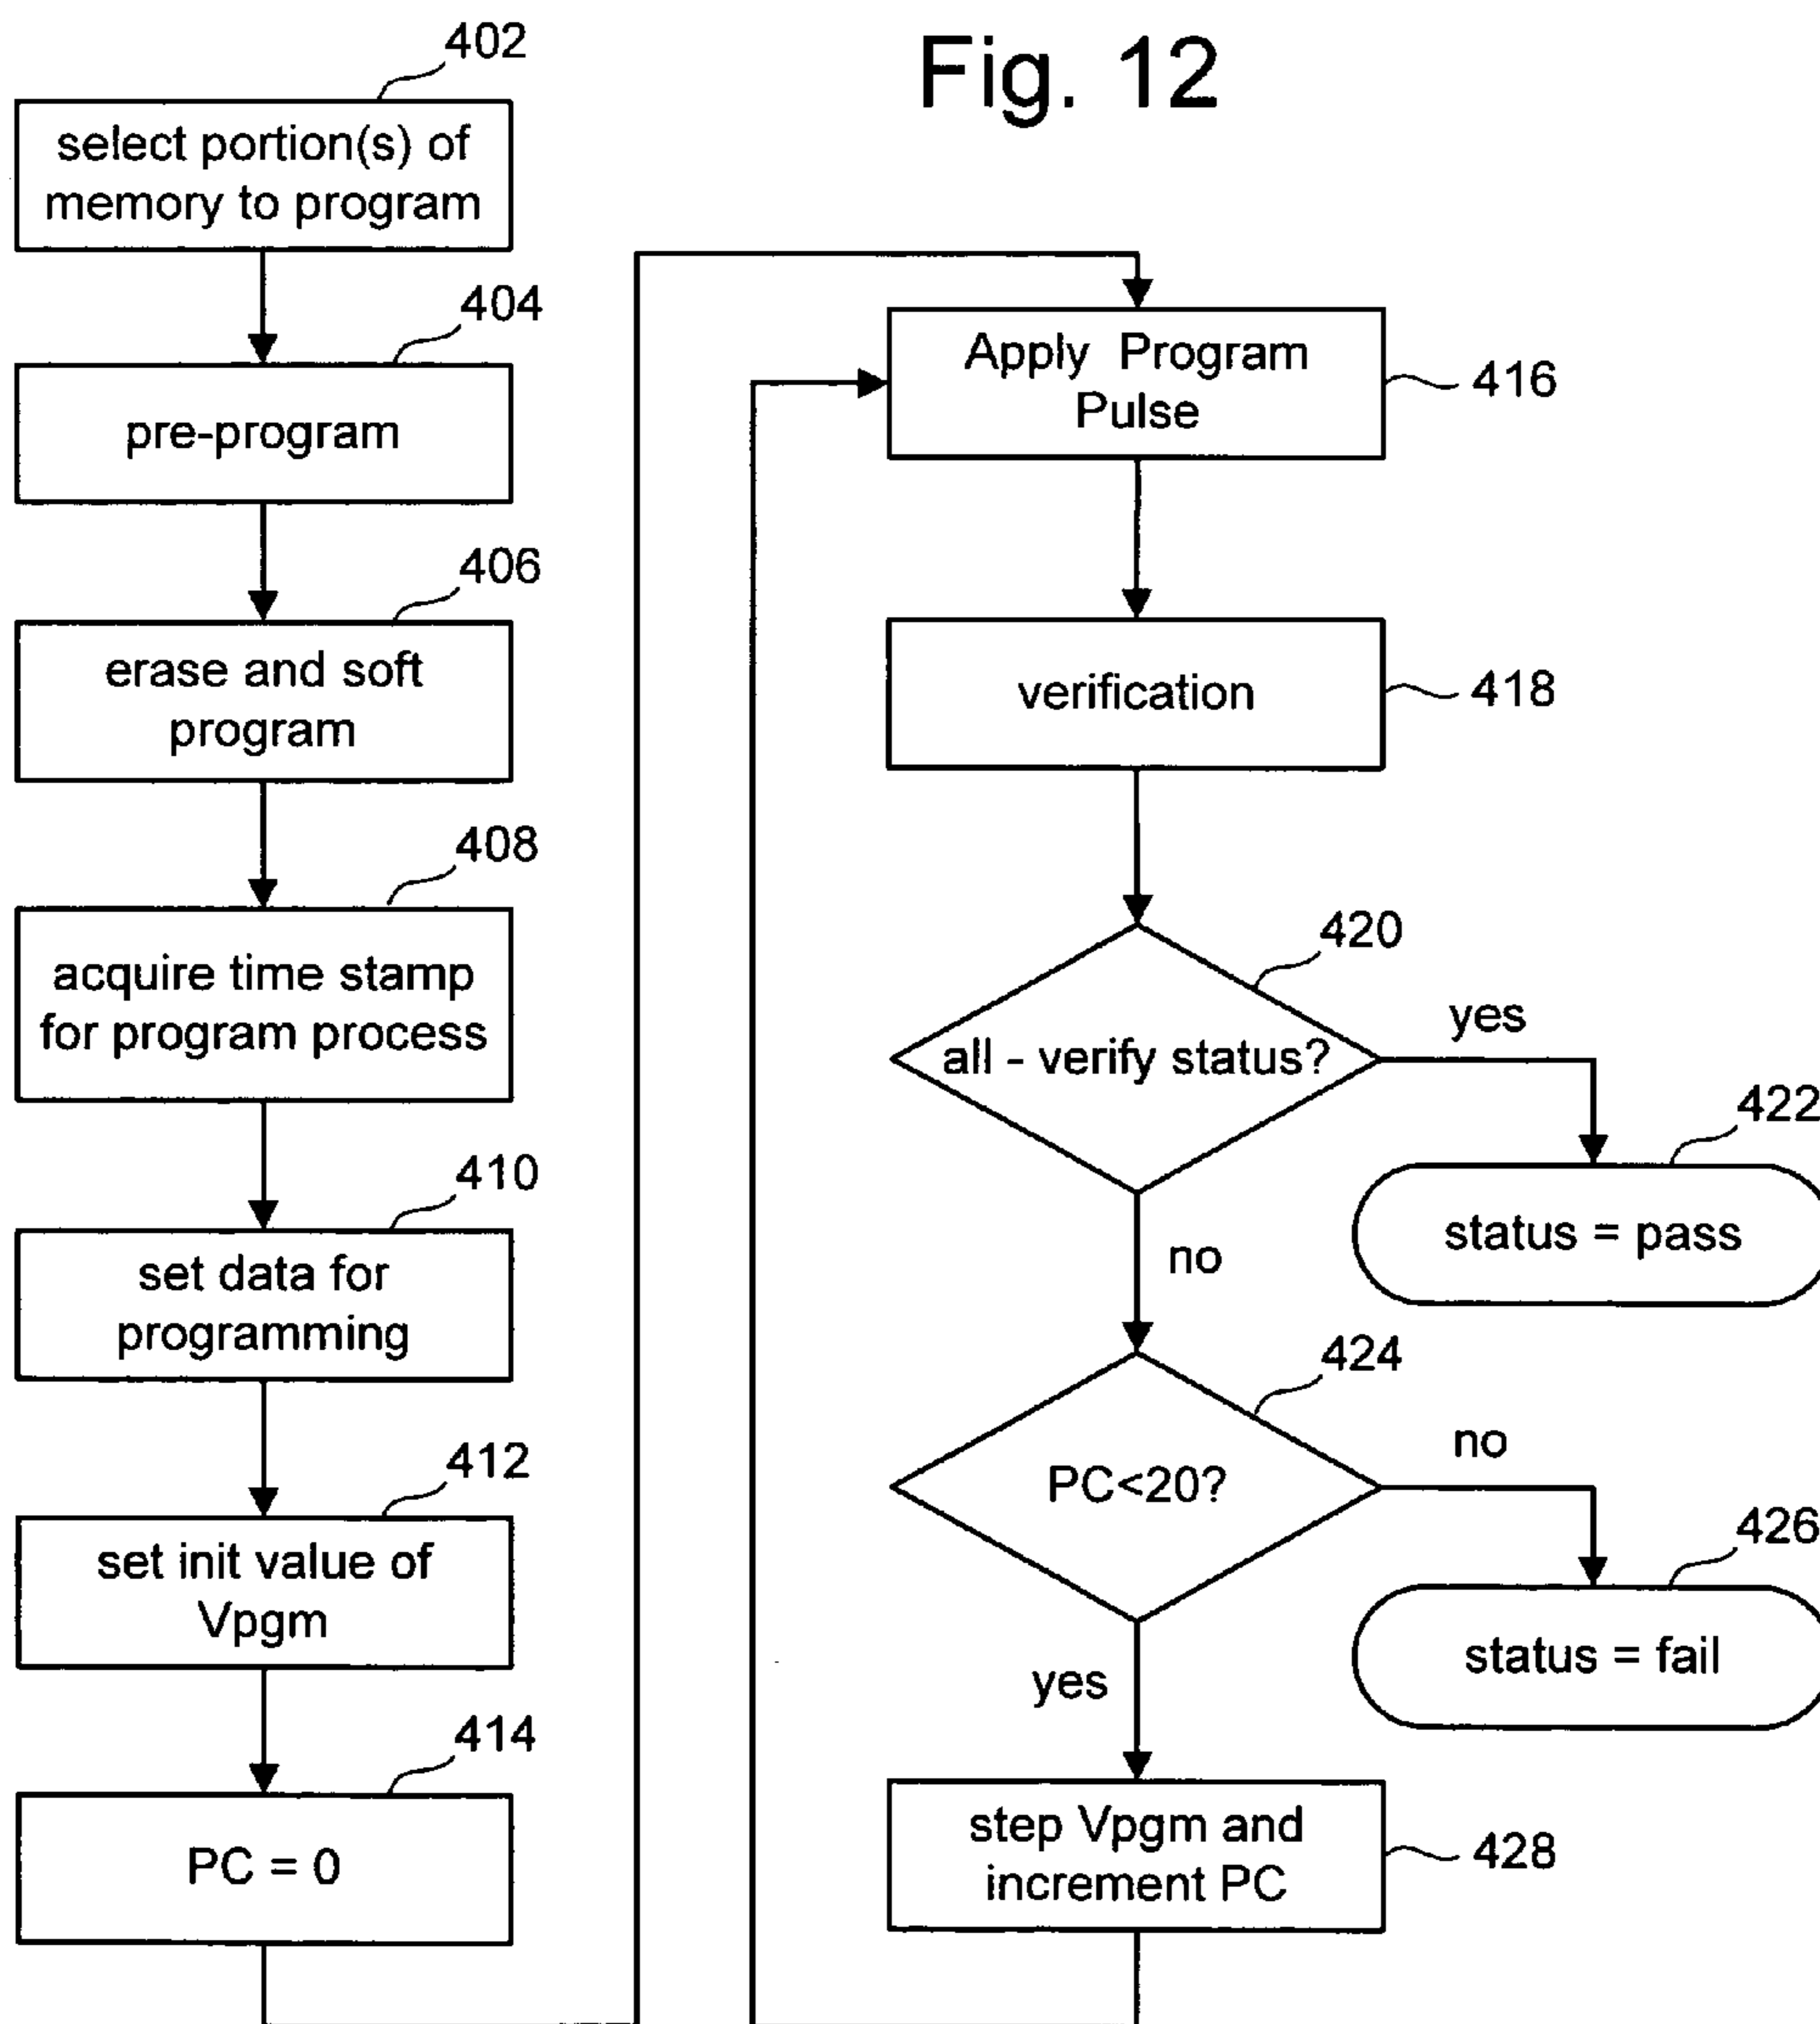 Fig. 12
402
select portion(s) of
memory to program
404
pre-program
406
erase and soft
program
408
acquire time stamp
for program process
410
set data for
programming
412
set init value of
Vpgm
414
PC = 0
Apply Program
Pulse
416
verification
418
420
all - verify status?
yes
422
status = pass
no
424
PC<20?
no
426
status = fail
yes
step Vpgm and
increment PC
428